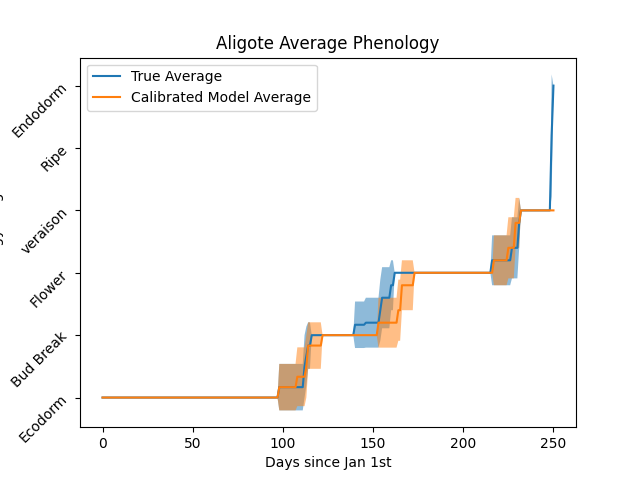 Aligote Average Phenology
True Average
Calibrated Model Average
Endodorm
Ripe
veraison
Flower
Bud Break
Ecodorm
0 50 100 150 200 250
Days since Jan 1st